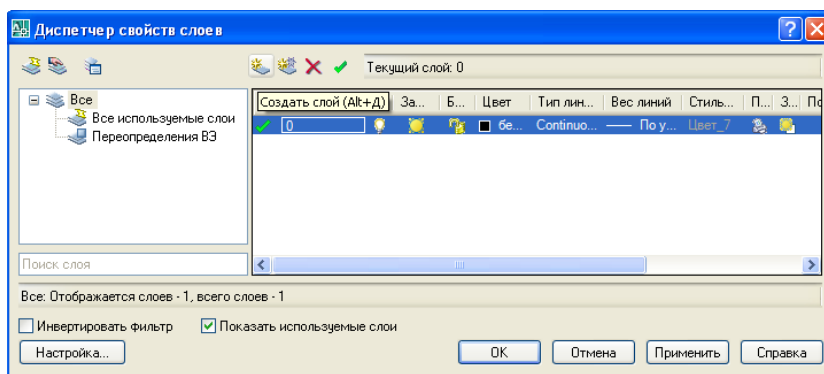 Диспетчер свойств слоев
Текущий слой: 0
Все
Все используемые слои
Переопределения ВЭ
Поиск слоя
Создать слой (Alt+Д) За... Б... Цвет Тип лин... Вес линий Стиль... П... З... По
0 бе... Continuo... По у... Цвет_7
Все: Отображается слоев - 1, всего слоев - 1
Инвертировать фильтр Показать используемые слои
Настройка... OK Отмена Применить Справка